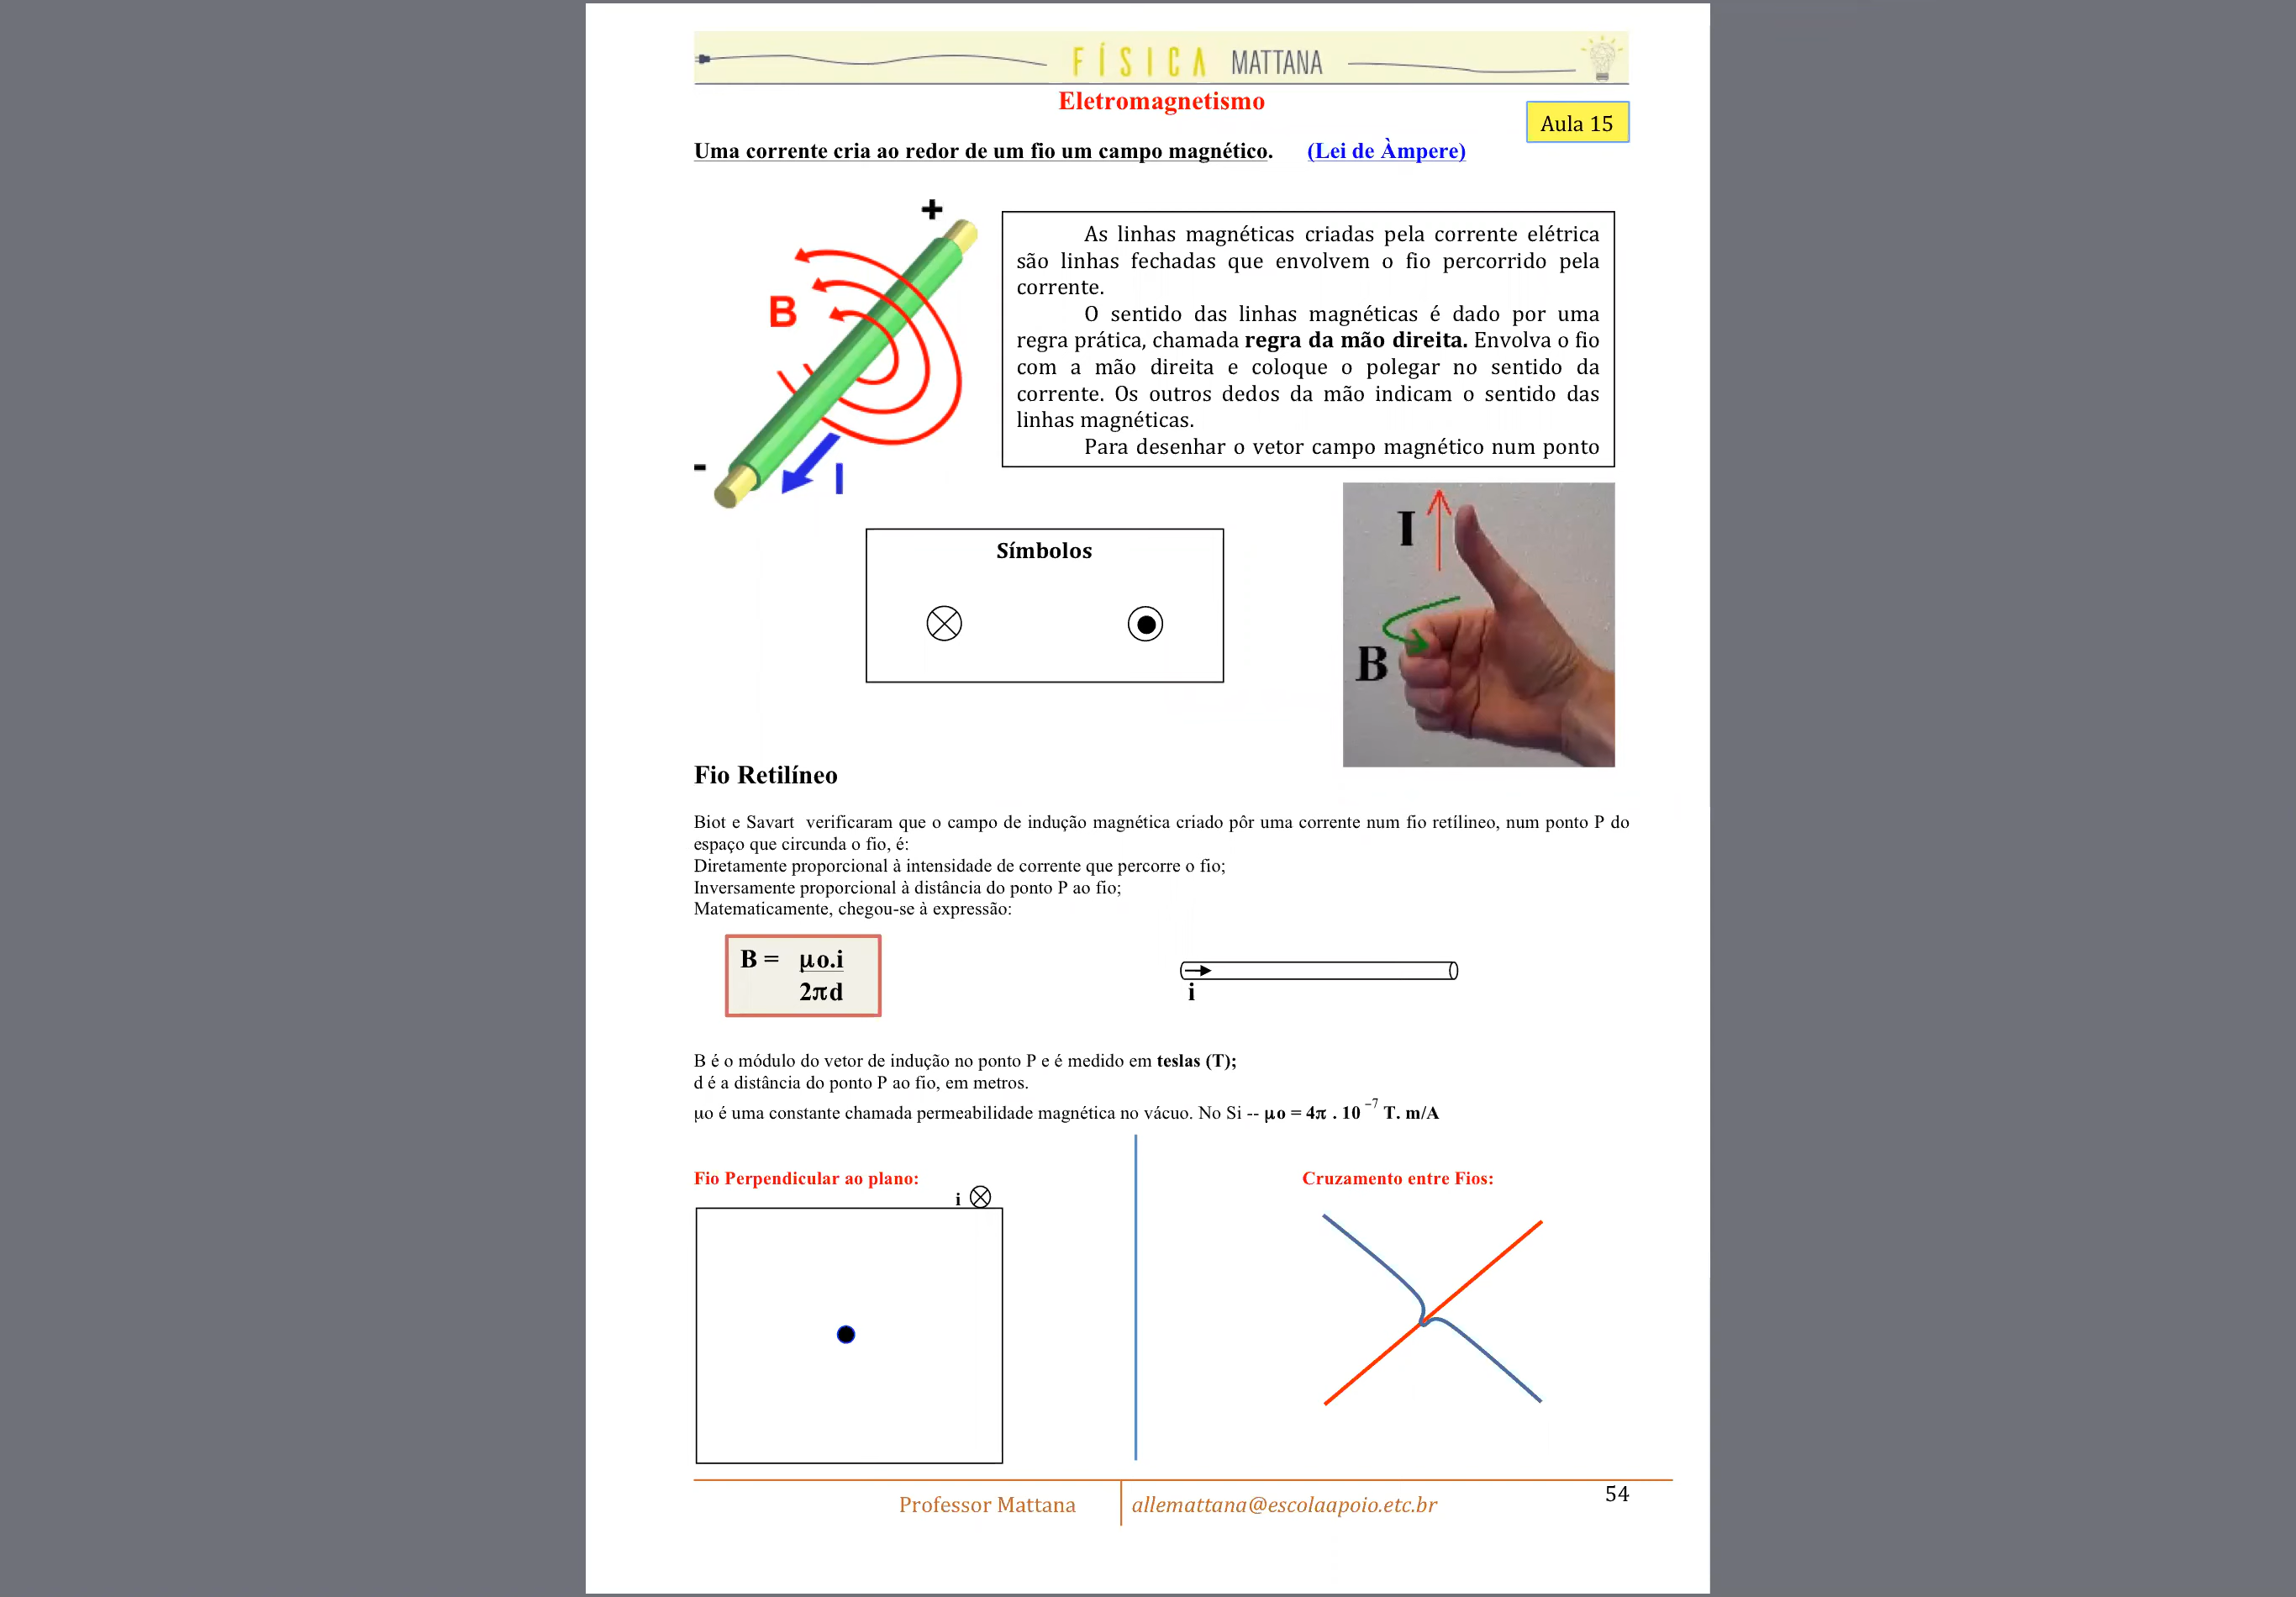 FÍSICA MATTANA
Eletromagnetismo
Aula 15
Uma corrente cria ao redor de um fio um campo magnético. (Lei de Àmpere)
+
B
-
I
As linhas magnéticas criadas pela corrente elétrica
são linhas fechadas que envolvem o fio percorrido pela
corrente.
O sentido das linhas magnéticas é dado por uma
regra prática, chamada regra da mão direita. Envolva o fio
com a mão direita e coloque o polegar no sentido da
corrente. Os outros dedos da mão indicam o sentido das
linhas magnéticas.
Para desenhar o vetor campo magnético num ponto
Símbolos
I
B
Fio Retilíneo
Biot e Savart verificaram que o campo de indução magnética criado pôr uma corrente num fio retílineo, num ponto P do
espaço que circunda o fio, é:
Diretamente proporcional à intensidade de corrente que percorre o fio;
Inversamente proporcional à distância do ponto P ao fio;
Matematicamente, chegou-se à expressão:
B = μo.i
2πd
i
B é o módulo do vetor de indução no ponto P e é medido em teslas (T);
d é a distância do ponto P ao fio, em metros.
μo é uma constante chamada permeabilidade magnética no vácuo. No Si -- μo = 4π . 10 ⁻⁷ T. m/A
Fio Perpendicular ao plano:
i
Cruzamento entre Fios:
Professor Mattana
allemattana@escolaapoio.etc.br
54